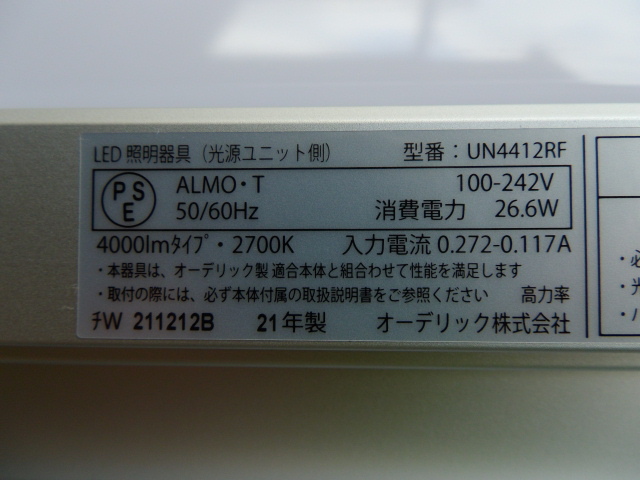 LED 照明器具（光源ユニット側） 型番：UN4412RF
PSE ALMO・T 100-242V
50/60Hz 消費電力 26.6W
4000lmﾀｲﾌﾟ・2700K 入力電流 0.272-0.117A
・本器具は、オーデリック製 適合本体と組合わせて性能を満足します
・取付の際には、必ず本体付属の取扱説明書をご参照ください 高力率
ﾁW 211212B 21年製 オーデリック株式会社
・必
・光